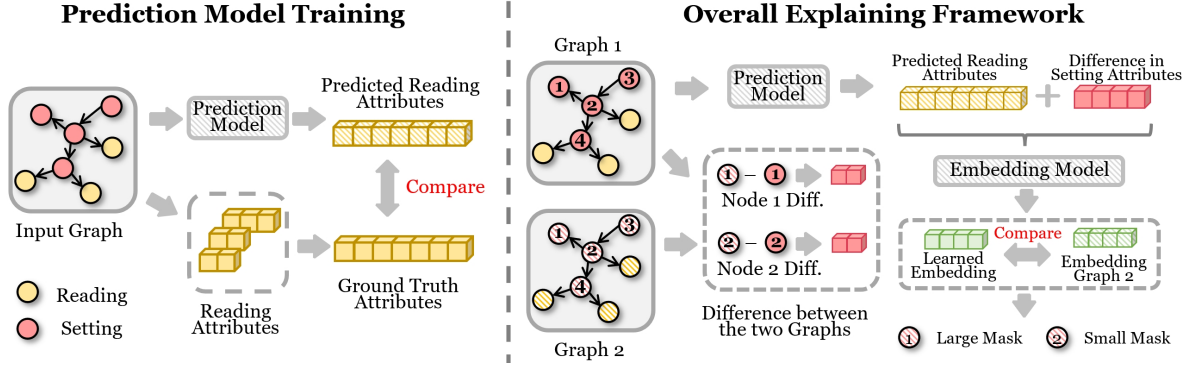 Prediction Model Training
Input Graph
Reading
Setting
Prediction
Model
Reading
Attributes
Predicted Reading
Attributes
Compare
Ground Truth
Attributes
Overall Explaining Framework
Graph 1
1
3
2
4
Graph 2
1
3
2
4
Prediction
Model
1 – 1
Node 1 Diff.
2 – 2
Node 2 Diff.
Difference between
the two Graphs
Predicted Reading
Attributes
+
Difference in
Setting Attributes
Embedding Model
Compare
Learned
Embedding
Embedding
Graph 2
1 Large Mask
2 Small Mask